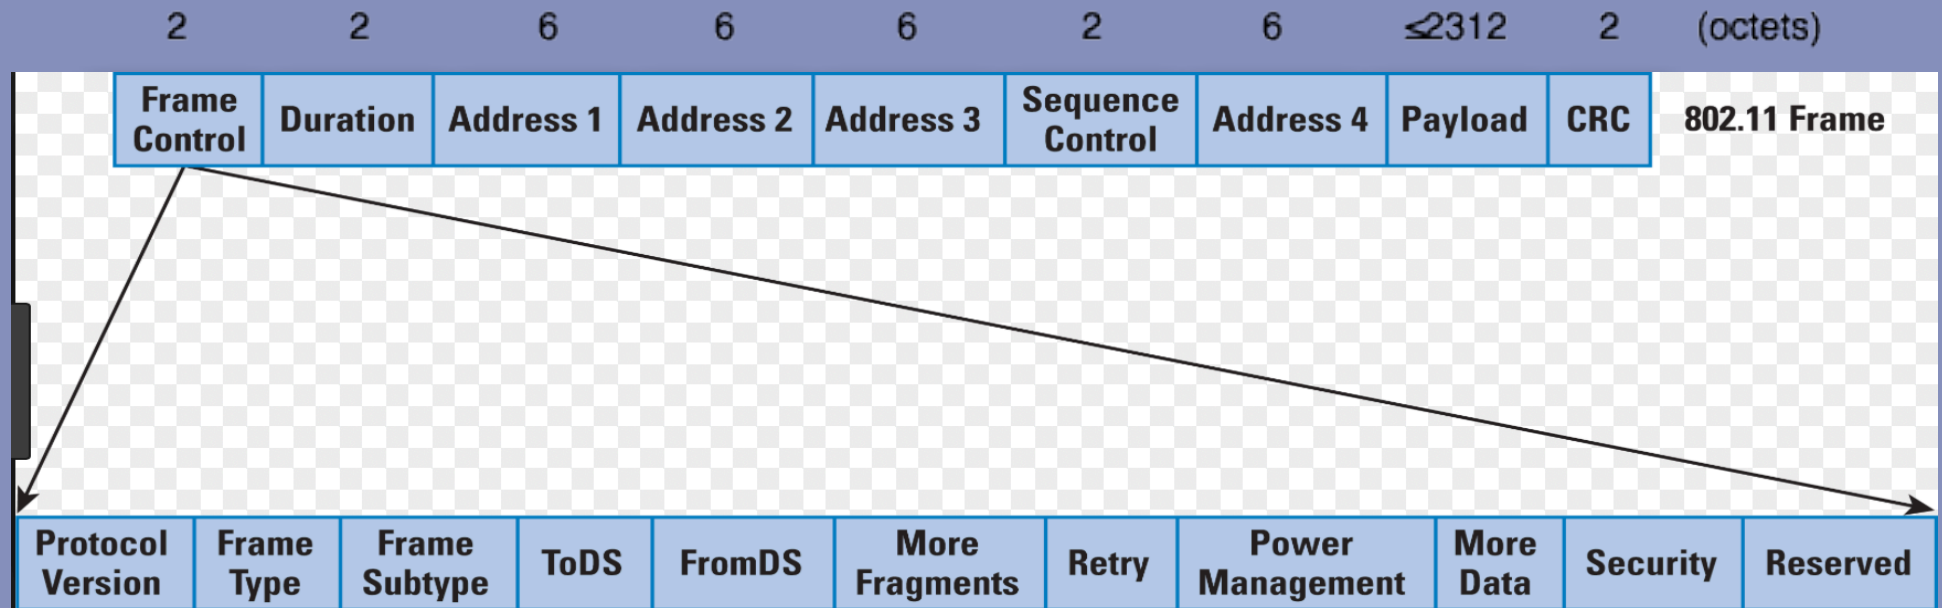 2 2 6 6 6 2 6 ≤2312 2 (octets)
Frame Control Duration Address 1 Address 2 Address 3 Sequence Control Address 4 Payload CRC 802.11 Frame
Protocol Version Frame Type Frame Subtype ToDS FromDS More Fragments Retry Power Management More Data Security Reserved